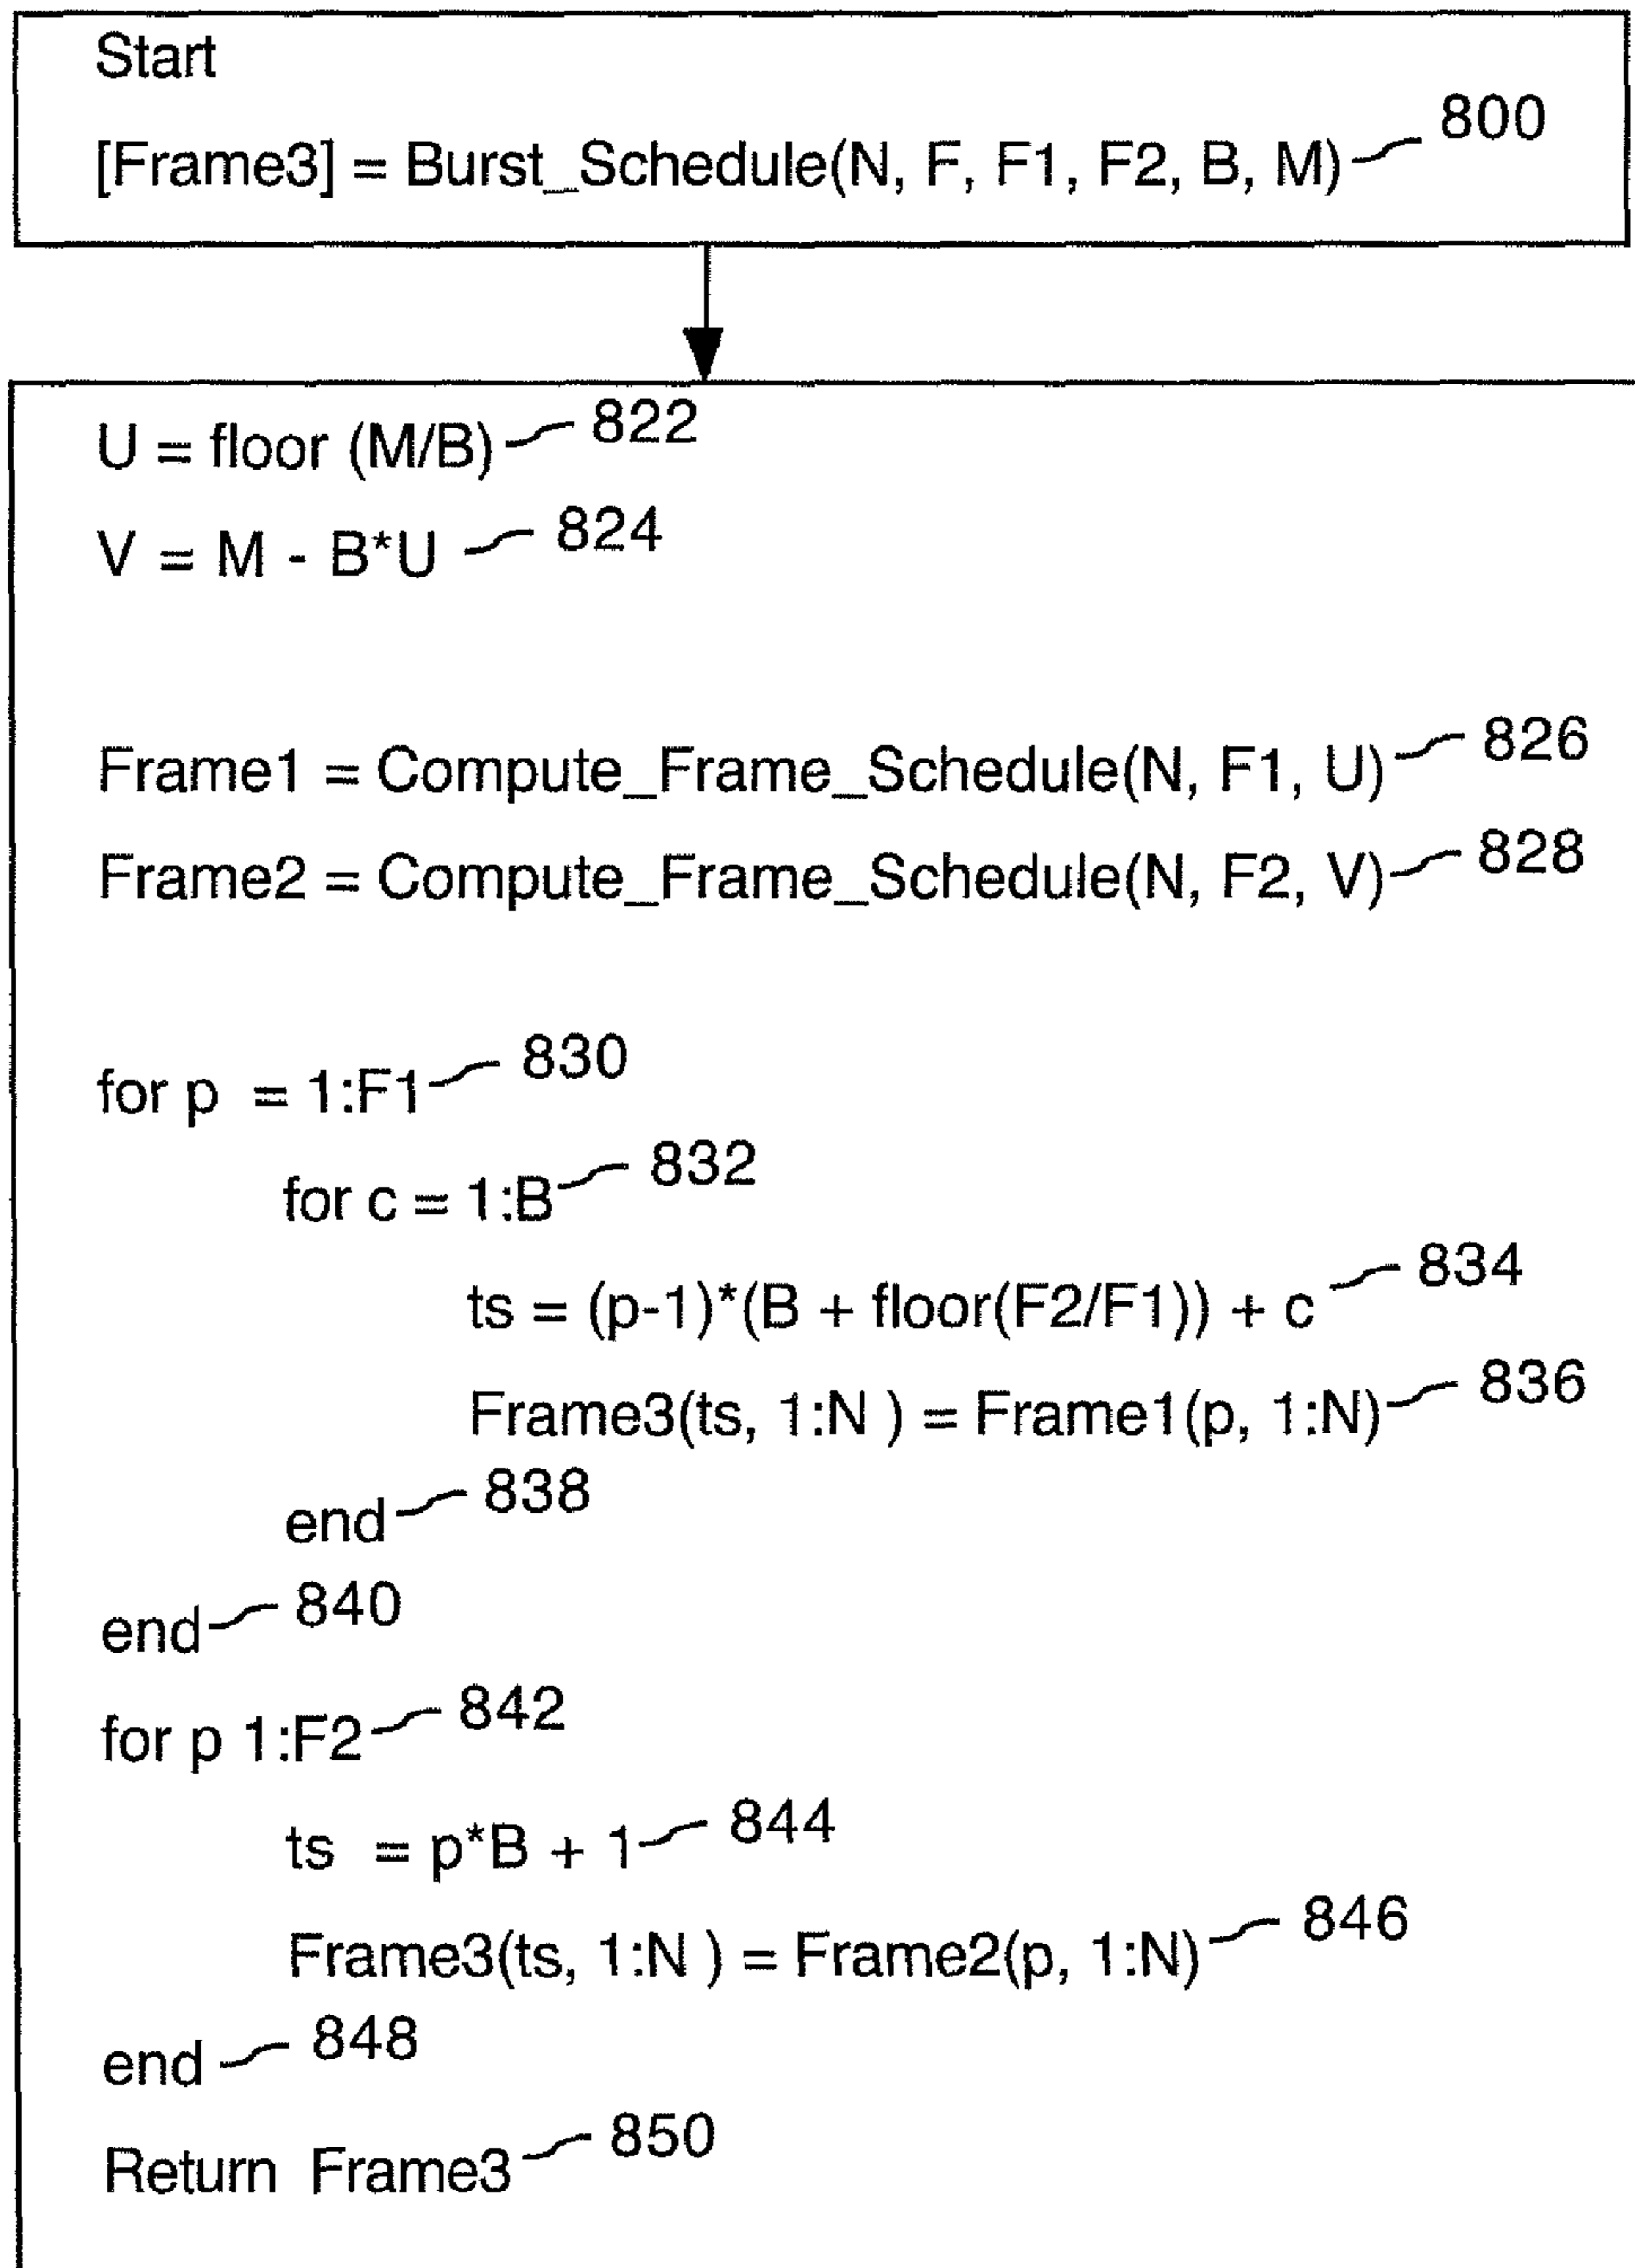 Start
[Frame3] = Burst_Schedule(N, F, F1, F2, B, M) 800
U = floor (M/B) 822
V = M - B*U 824
Frame1 = Compute_Frame_Schedule(N, F1, U) 826
Frame2 = Compute_Frame_Schedule(N, F2, V) 828
for p = 1:F1 830
for c = 1:B 832
ts = (p-1)*(B + floor(F2/F1)) + c 834
Frame3(ts, 1:N ) = Frame1(p, 1:N) 836
end 838
end 840
for p 1:F2 842
ts = p*B + 1 844
Frame3(ts, 1:N ) = Frame2(p, 1:N) 846
end 848
Return Frame3 850